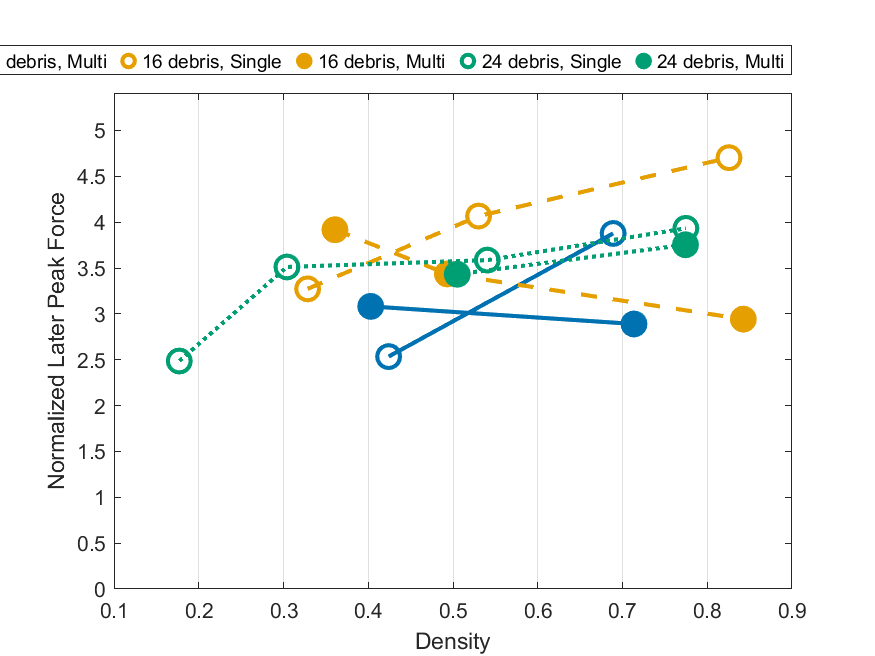 debris, Multi 16 debris, Single 16 debris, Multi 24 debris, Single 24 debris, Multi
5
4.5
4
3.5
3
2.5
2
1.5
1
0.5
0
Normalized Later Peak Force
0.1 0.2 0.3 0.4 0.5 0.6 0.7 0.8 0.9
Density